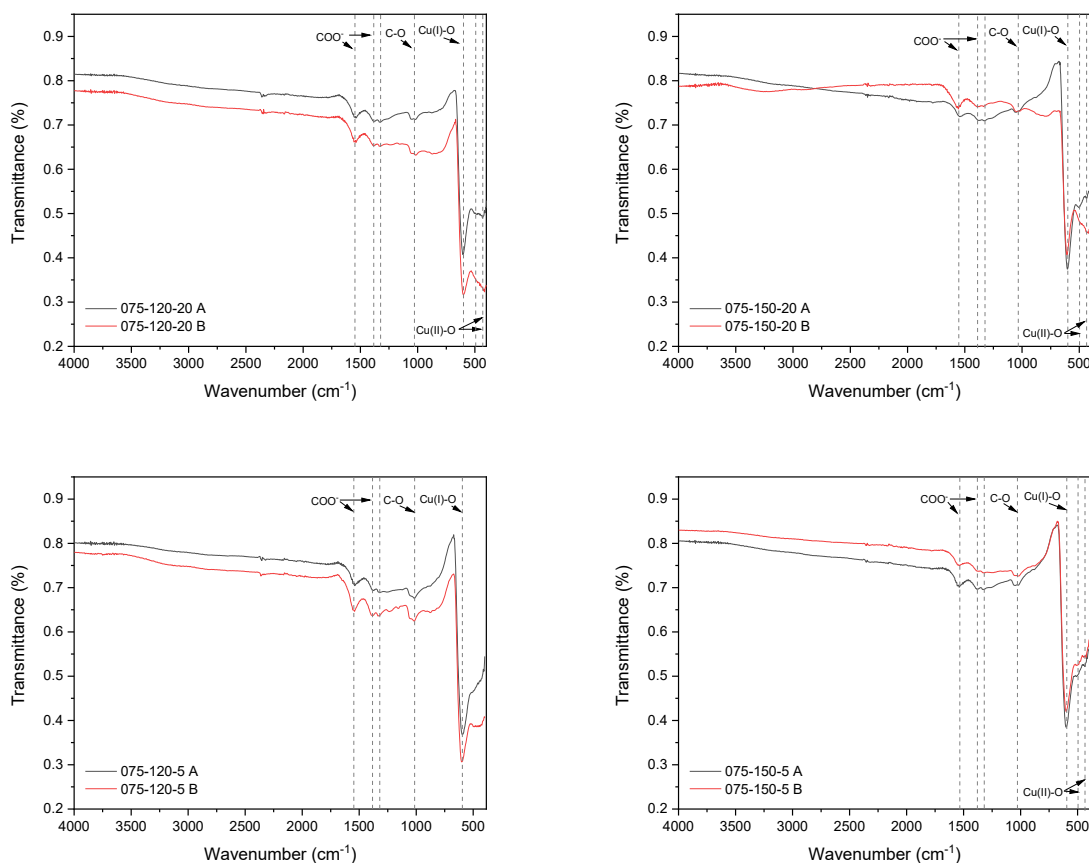 COO⁻
C-O
Cu(I)-O
0.9
0.8
0.7
0.6
0.5
0.4
0.3
0.2
Transmittance (%)
075-120-20 A
075-120-20 B
Cu(II)-O
4000 3500 3000 2500 2000 1500 1000 500
Wavenumber (cm⁻¹)
COO⁻
C-O
Cu(I)-O
0.9
0.8
0.7
0.6
0.5
0.4
0.3
0.2
Transmittance (%)
075-150-20 A
075-150-20 B
Cu(II)-O
4000 3500 3000 2500 2000 1500 1000 500
Wavenumber (cm⁻¹)
COO⁻
C-O
Cu(I)-O
0.9
0.8
0.7
0.6
0.5
0.4
0.3
0.2
Transmittance (%)
075-120-5 A
075-120-5 B
4000 3500 3000 2500 2000 1500 1000 500
Wavenumber (cm⁻¹)
COO⁻
C-O
Cu(I)-O
0.9
0.8
0.7
0.6
0.5
0.4
0.3
0.2
Transmittance (%)
075-150-5 A
075-150-5 B
Cu(II)-O
4000 3500 3000 2500 2000 1500 1000 500
Wavenumber (cm⁻¹)